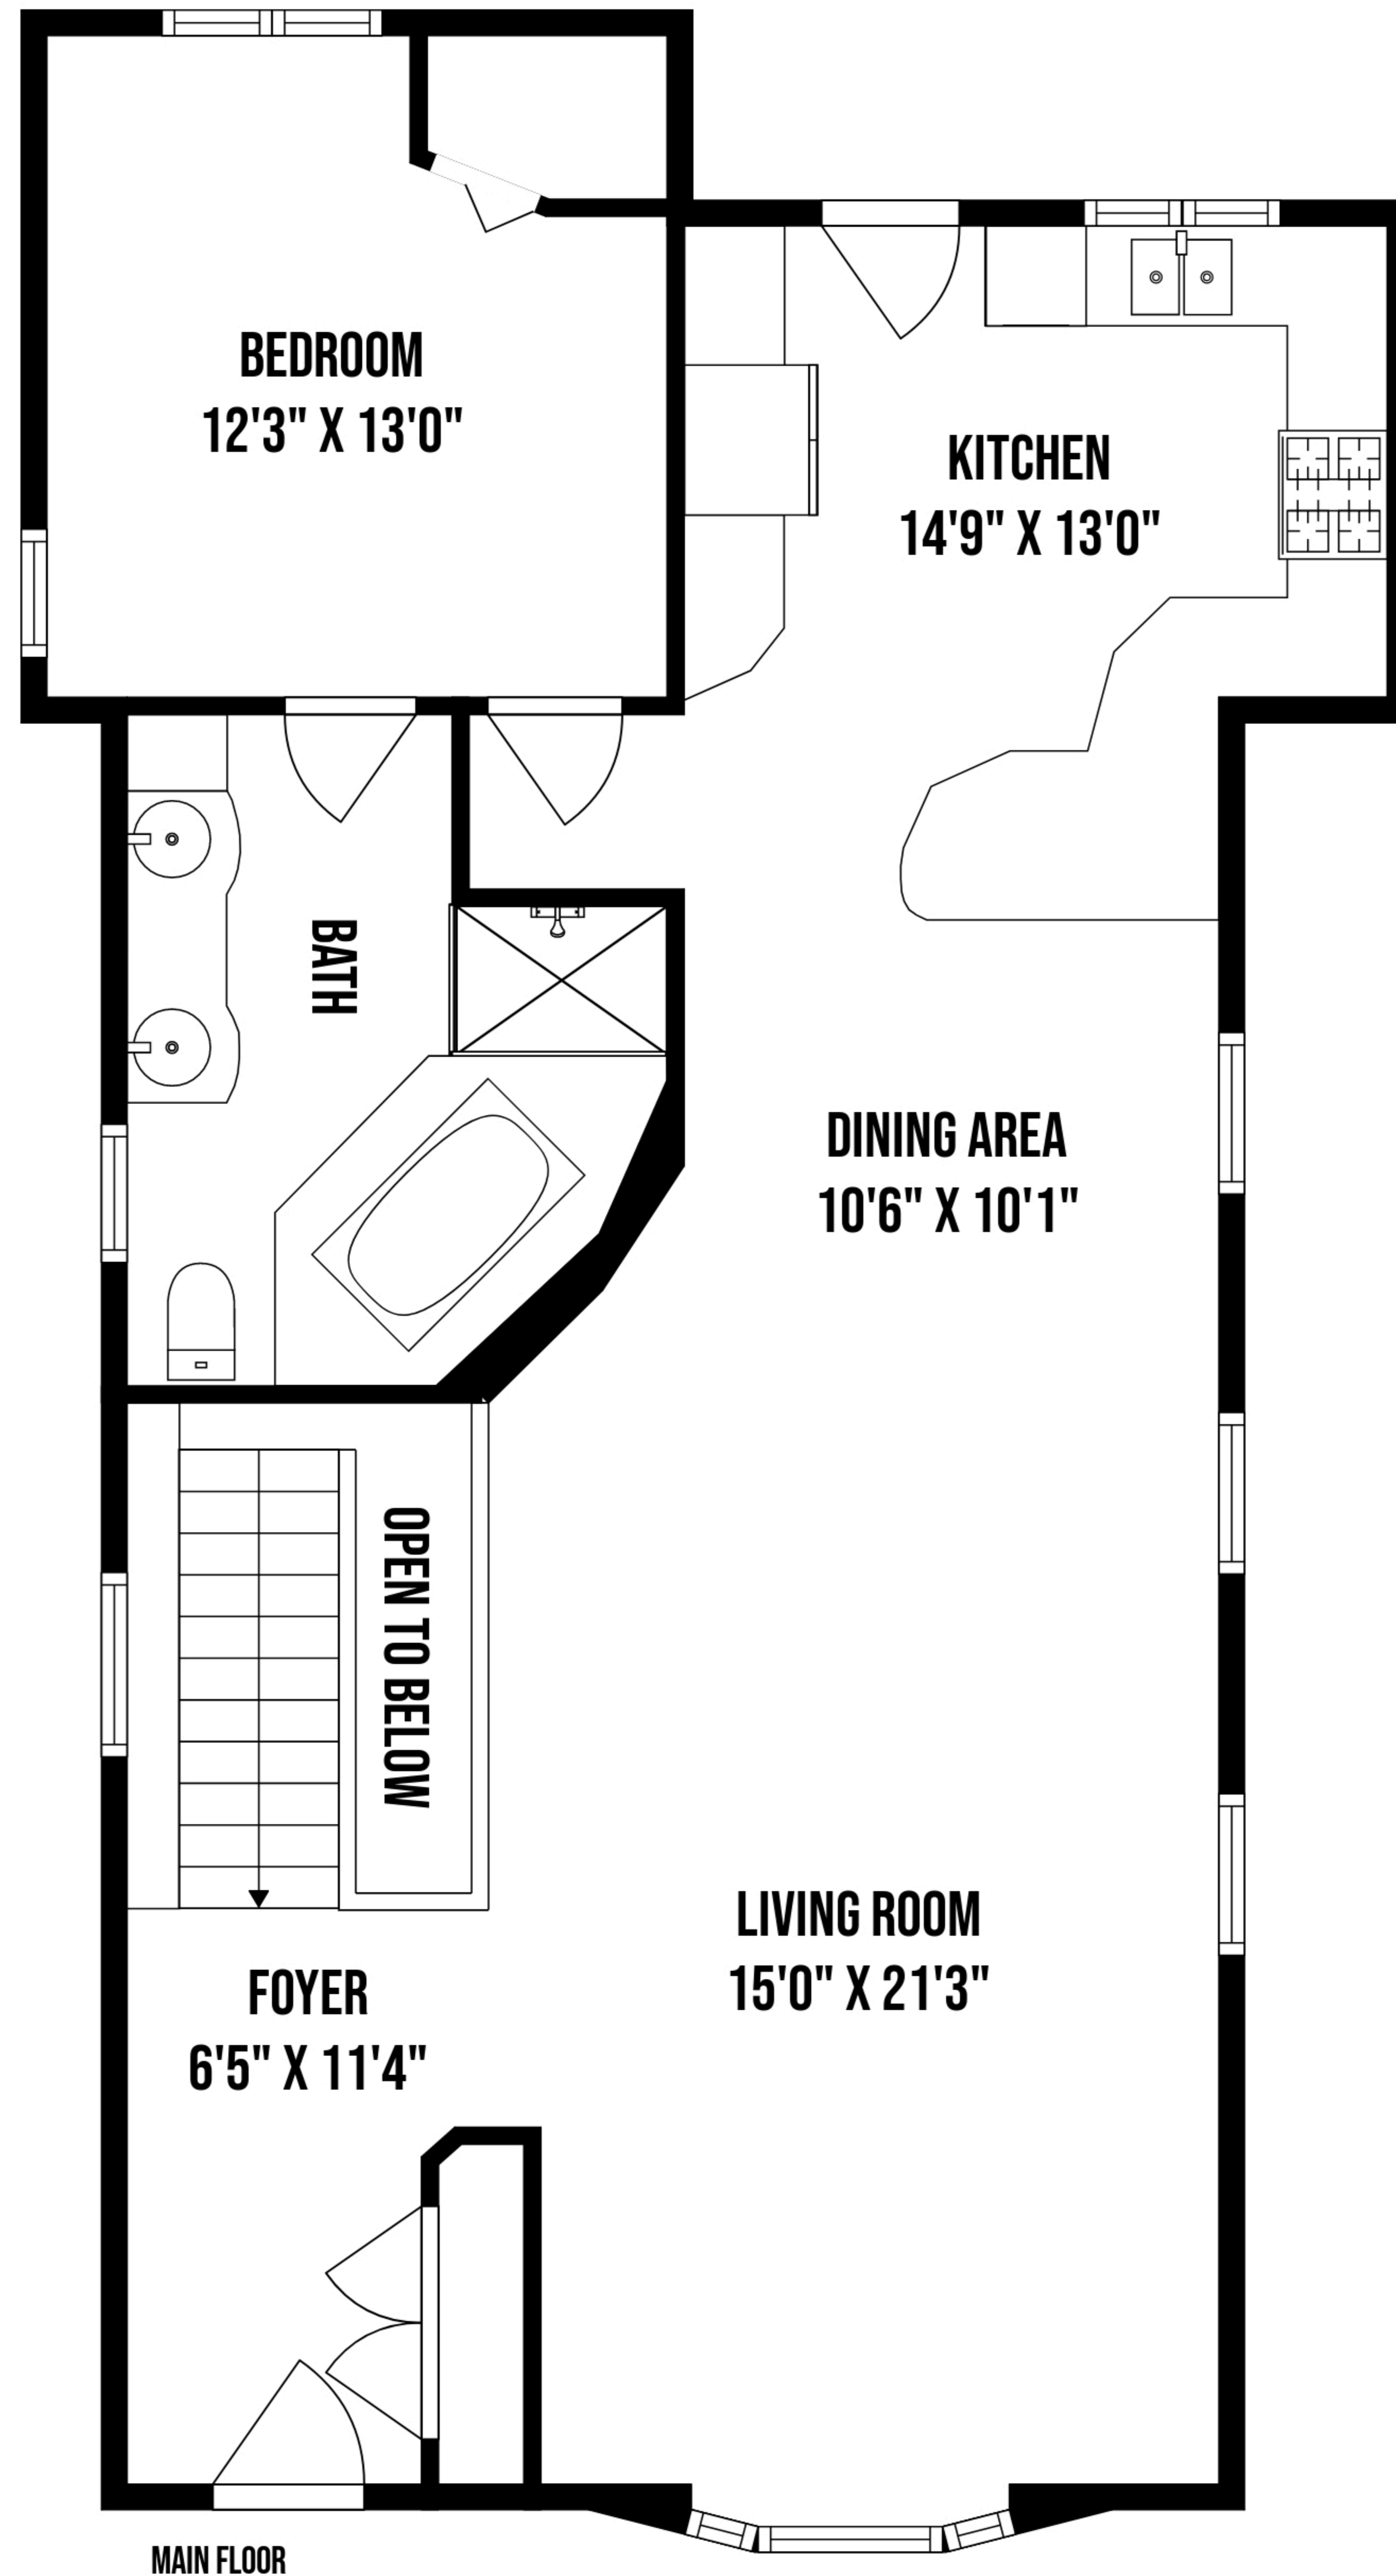 BEDROOM
12'3" X 13'0"
KITCHEN
14'9" X 13'0"
BATH
DINING AREA
10'6" X 10'1"
OPEN TO BELOW
LIVING ROOM
15'0" X 21'3"
FOYER
6'5" X 11'4"
MAIN FLOOR